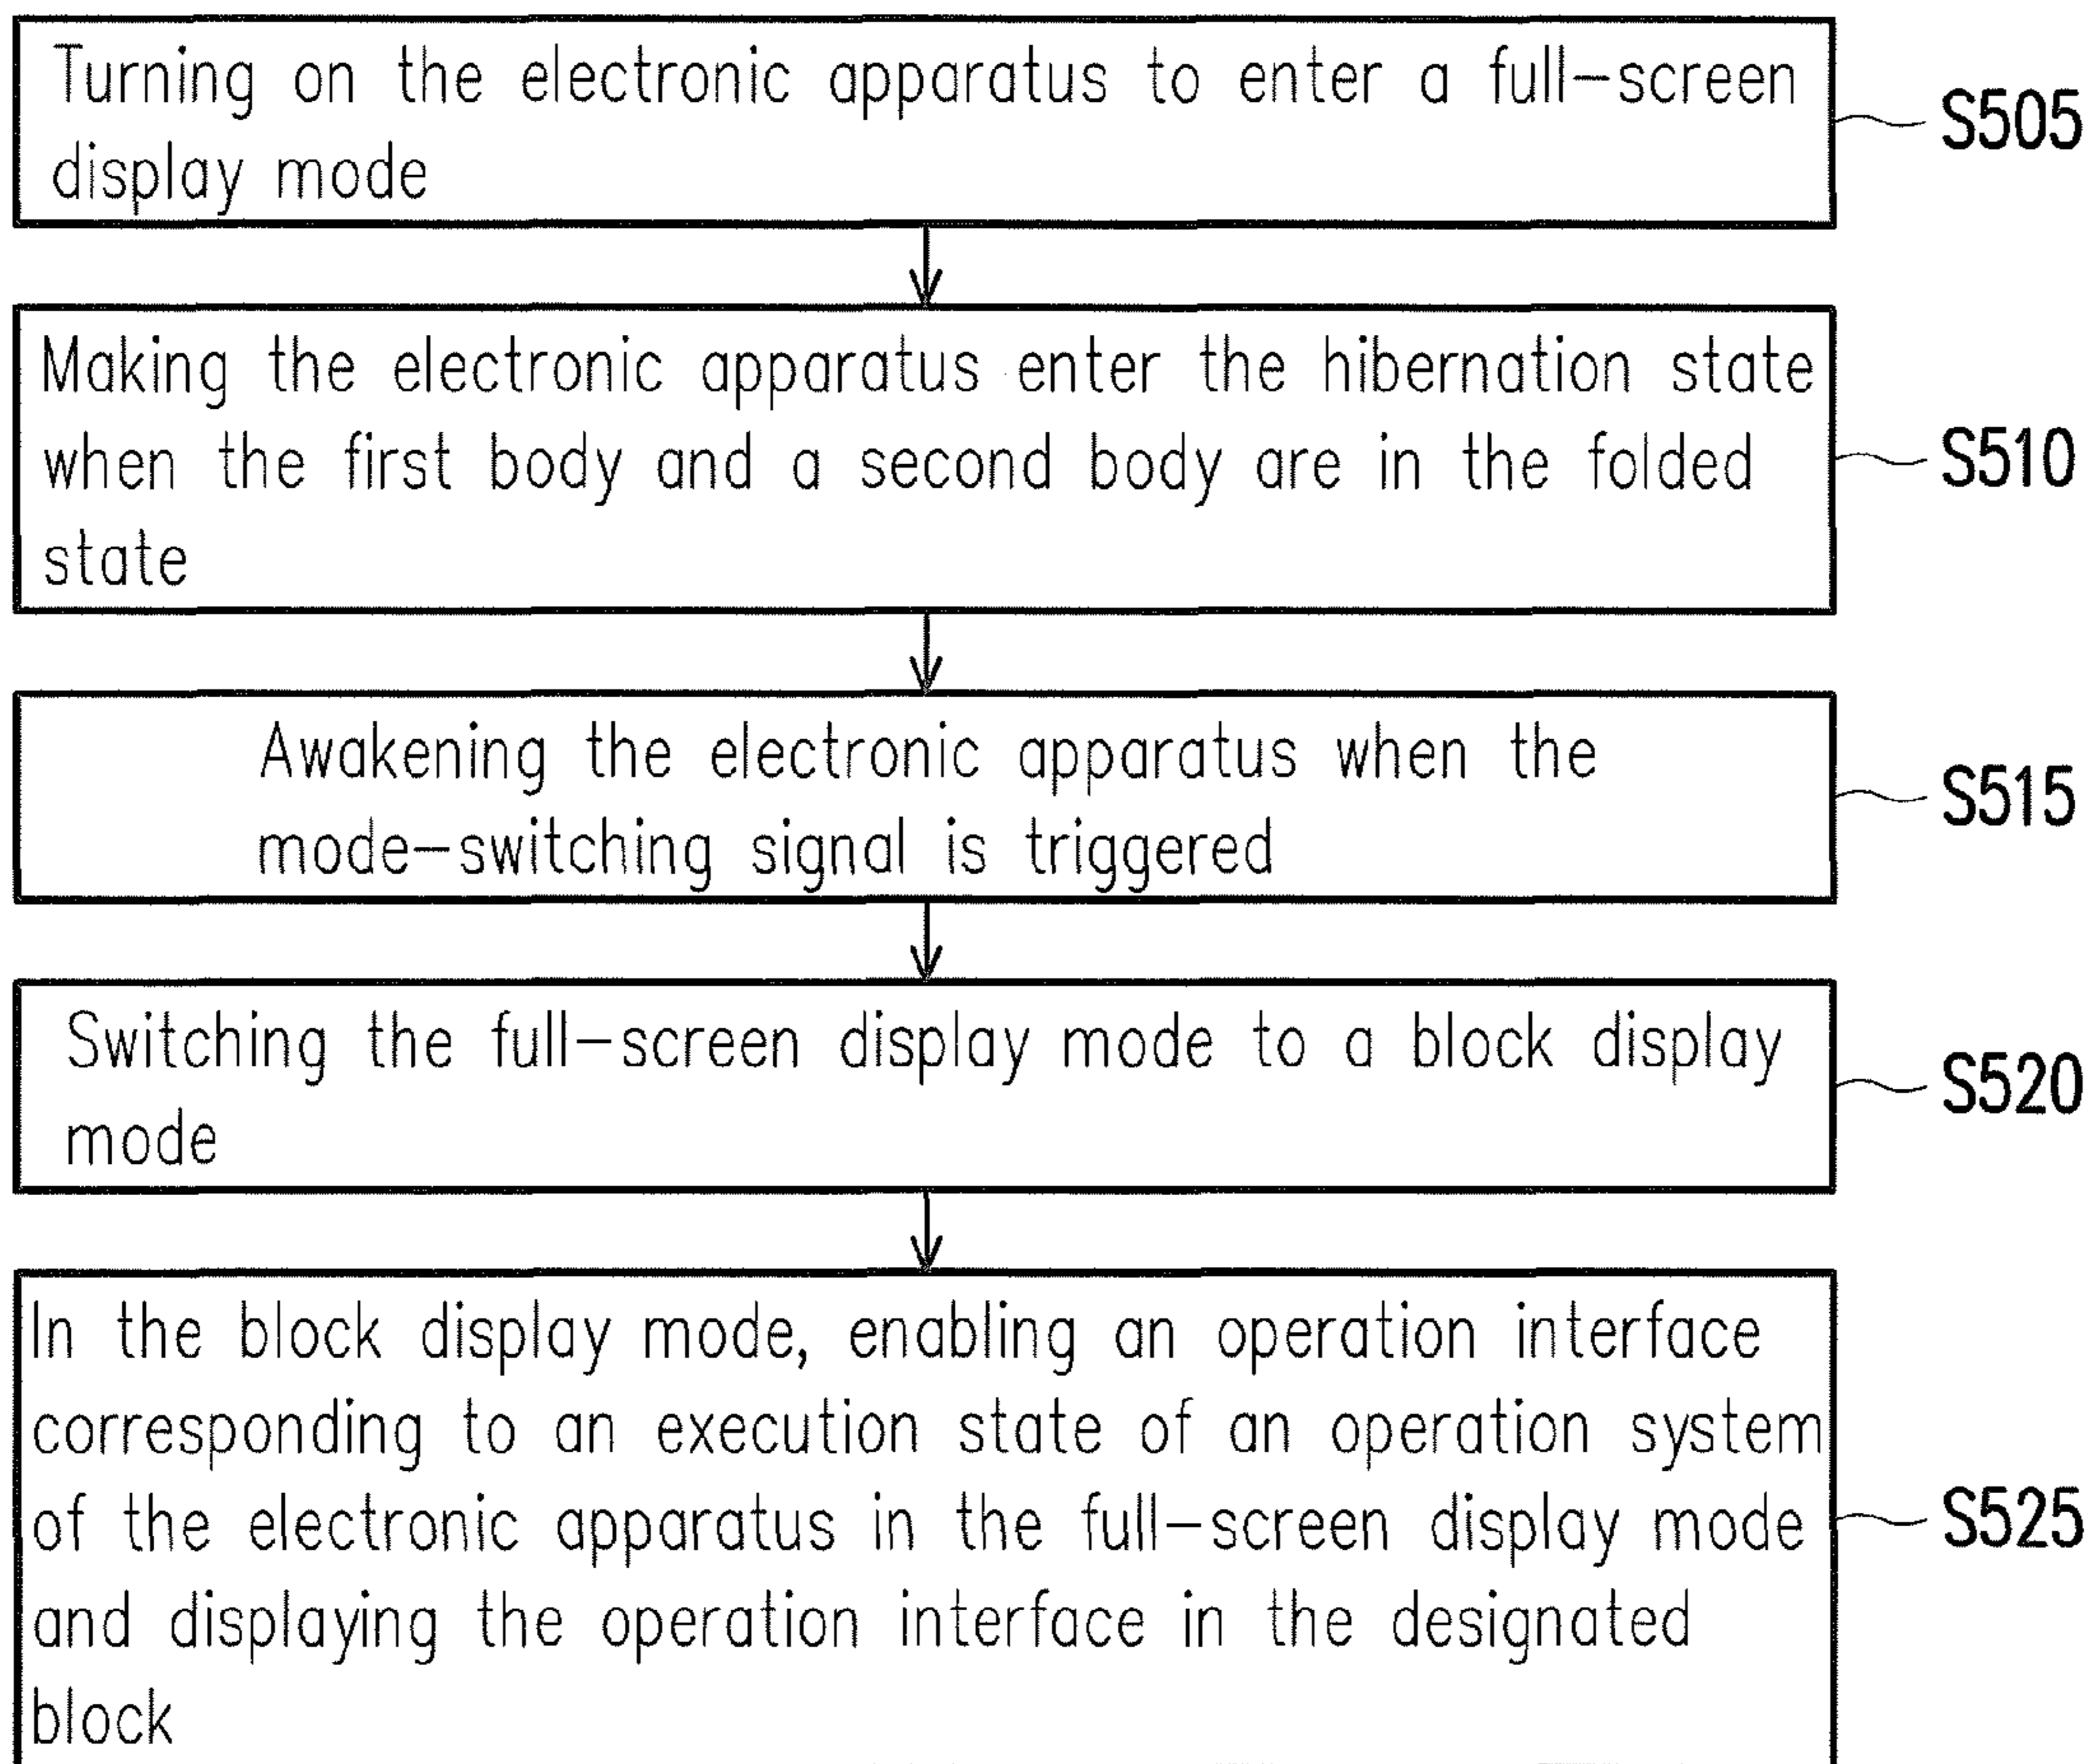 Turning on the electronic apparatus to enter a full-screen
display mode
S505
Making the electronic apparatus enter the hibernation state
when the first body and a second body are in the folded
state
S510
Awakening the electronic apparatus when the
mode-switching signal is triggered
S515
Switching the full-screen display mode to a block display
mode
S520
In the block display mode, enabling an operation interface
corresponding to an execution state of an operation system
of the electronic apparatus in the full-screen display mode
and displaying the operation interface in the designated
block
S525